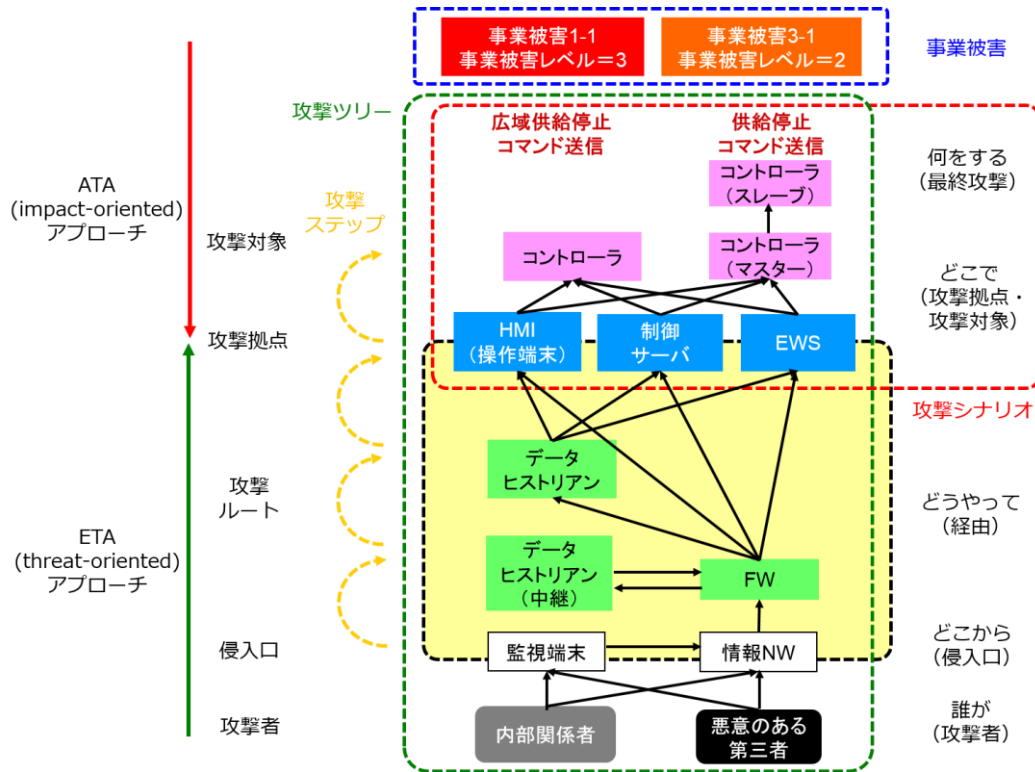 事業被害1-1
事業被害レベル＝3
事業被害3-1
事業被害レベル＝2
事業被害
攻撃ツリー
広域供給停止
コマンド送信
供給停止
コマンド送信
何をする
（最終攻撃）
ATA
(impact-oriented)
アプローチ
攻撃
ステップ
コントローラ
（スレーブ）
攻撃対象
コントローラ
コントローラ
（マスター）
どこで
（攻撃拠点・
攻撃対象）
攻撃拠点
HMI
（操作端末）
制御
サーバ
EWS
攻撃シナリオ
データ
ヒストリアン
攻撃
ルート
どうやって
（経由）
ETA
(threat-oriented)
アプローチ
データ
ヒストリアン
（中継）
FW
侵入口
監視端末
情報NW
どこから
（侵入口）
攻撃者
内部関係者
悪意のある
第三者
誰が
（攻撃者）